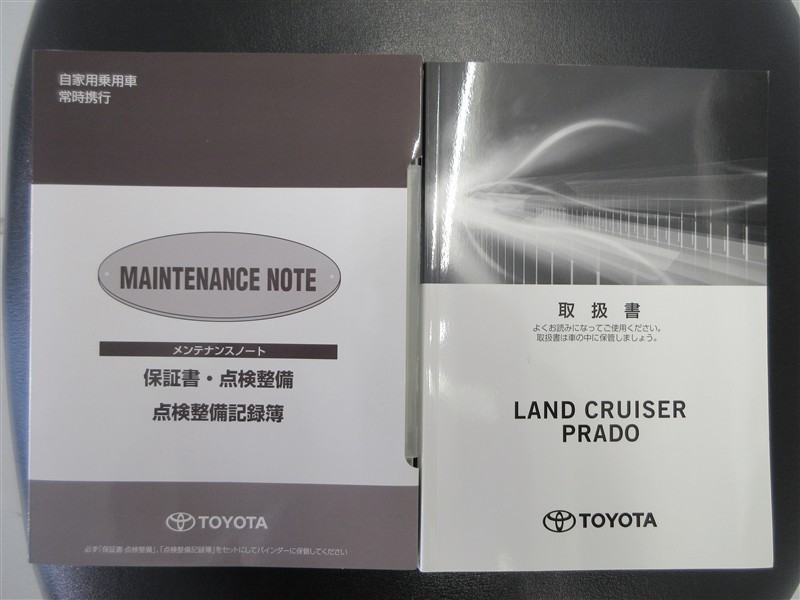 自家用乗用車
常時携行
MAINTENANCE NOTE
メンテナンスノート
保証書・点検整備
点検整備記録簿
TOYOTA
必ず「保証書・点検整備」、「点検整備記録簿」をセットにしてバインダーに保管してください
取扱書
よくお読みになってご使用ください。
取扱書は車の中に保管しましょう。
LAND CRUISER
PRADO
TOYOTA